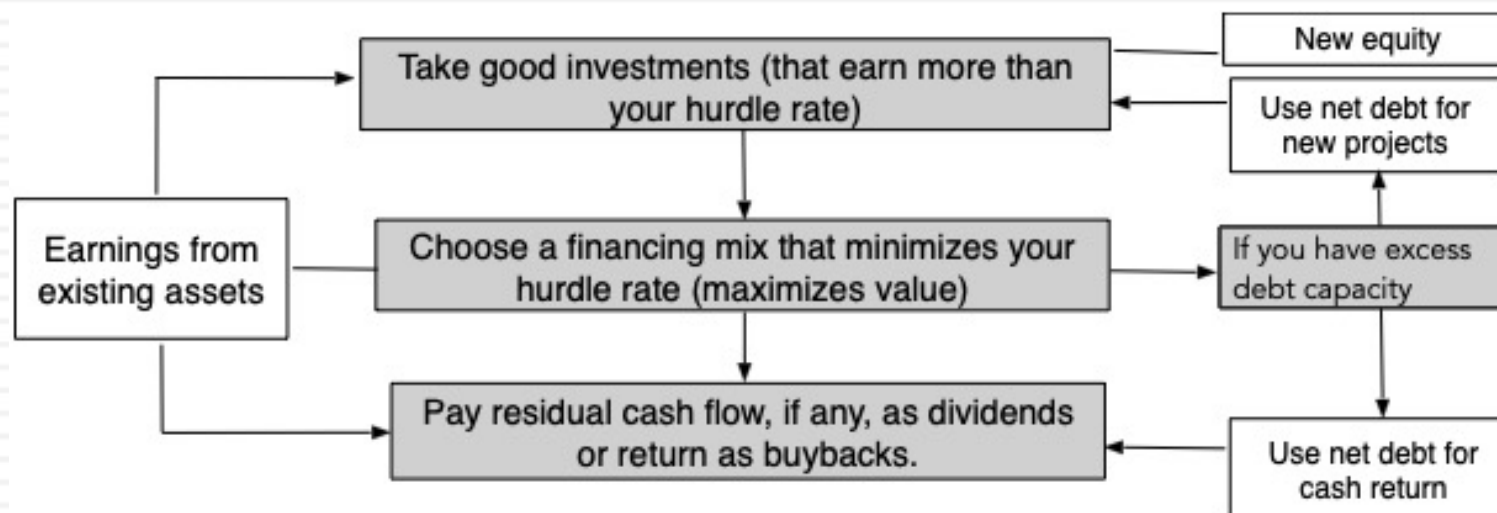 New equity
Take good investments (that earn more than
your hurdle rate)
Use net debt for
new projects
Earnings from
existing assets
Choose a financing mix that minimizes your
hurdle rate (maximizes value)
If you have excess
debt capacity
Pay residual cash flow, if any, as dividends
or return as buybacks.
Use net debt for
cash return